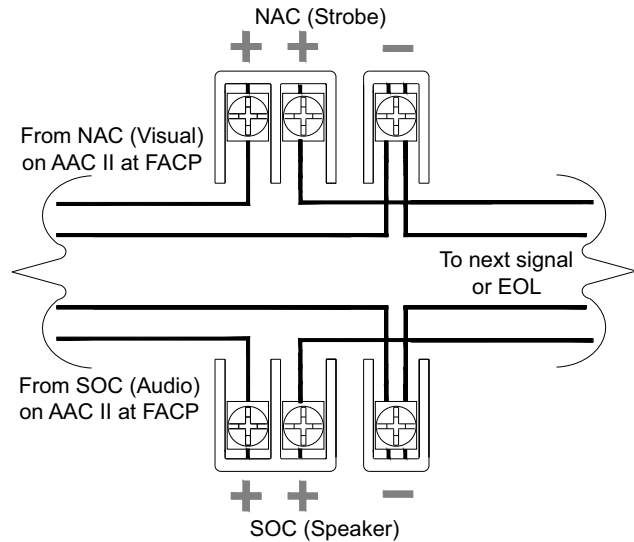 NAC (Strobe)
+ + –
From NAC (Visual)
on AAC II at FACP
To next signal
or EOL
From SOC (Audio)
on AAC II at FACP
+ + –
SOC (Speaker)